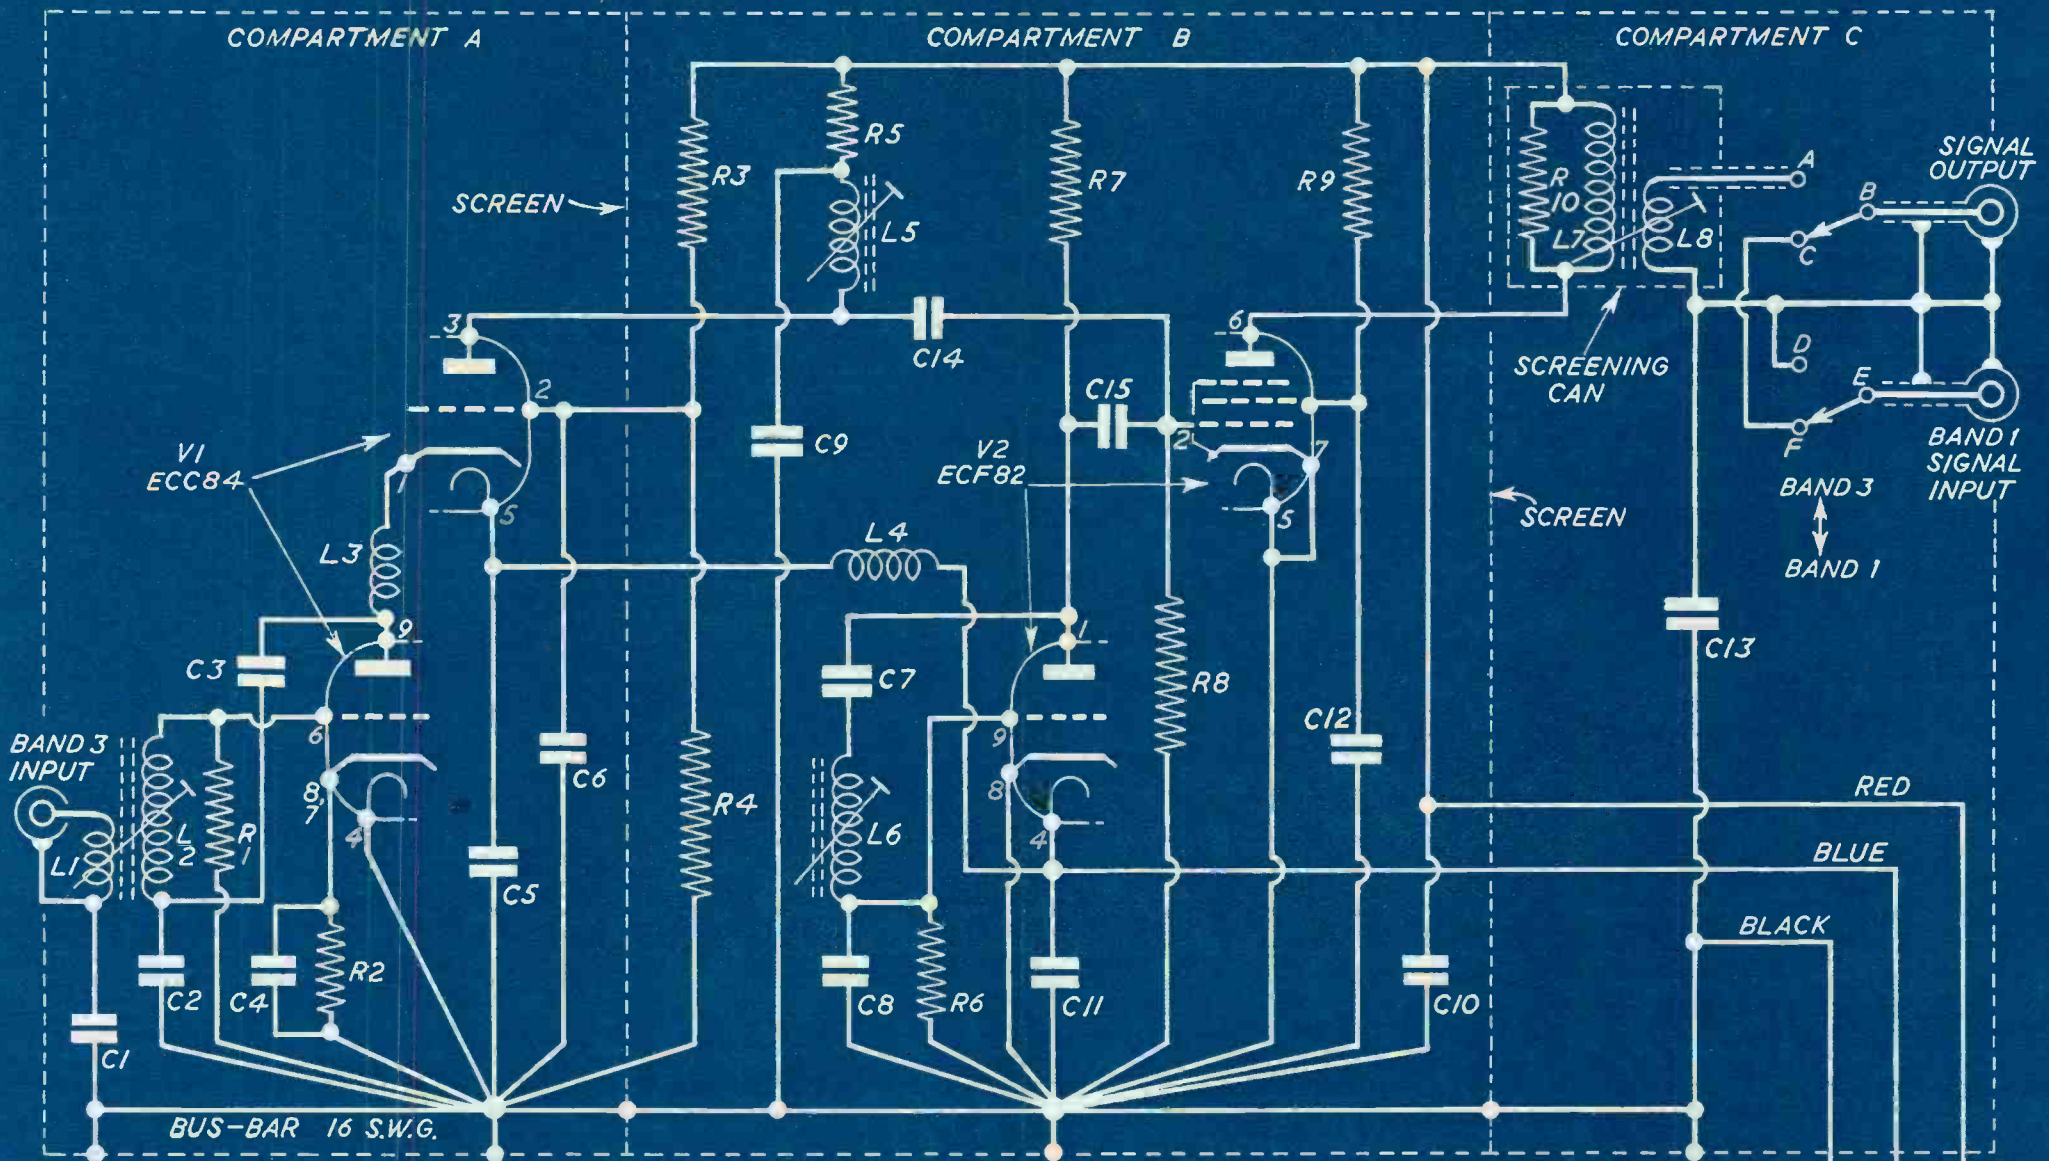 COMPARTMENT A
COMPARTMENT B
COMPARTMENT C
SIGNAL
OUTPUT
R5
R3
SCREEN
L5
R7
R9
R
10
L7
L8
A
B
C
D
E
F
3
C14
6
SCREENING
CAN
2
C15
2
V1
ECC84
C9
V2
ECF82
7
BAND 1
SIGNAL
INPUT
1
5
5
SCREEN
BAND 3
BAND 1
L3
L4
9
1
C3
C7
R8
C13
6
9
C12
BAND 3
INPUT
C6
8,
7
8
R4
RED
L1
L
2
R
1
4
L6
4
C5
BLUE
BLACK
C2
C4
R2
C8
R6
C11
C10
C1
BUS-BAR 16 S.W.G.